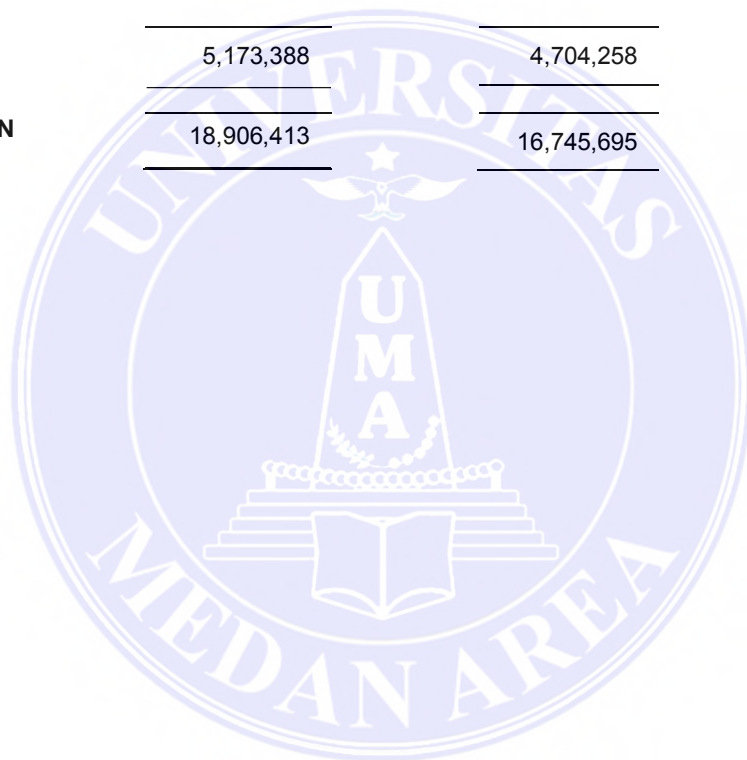 5,173,388 4,704,258
N 18,906,413 16,745,695
UNIVERSITAS
U
M
A
MEDAN AREA